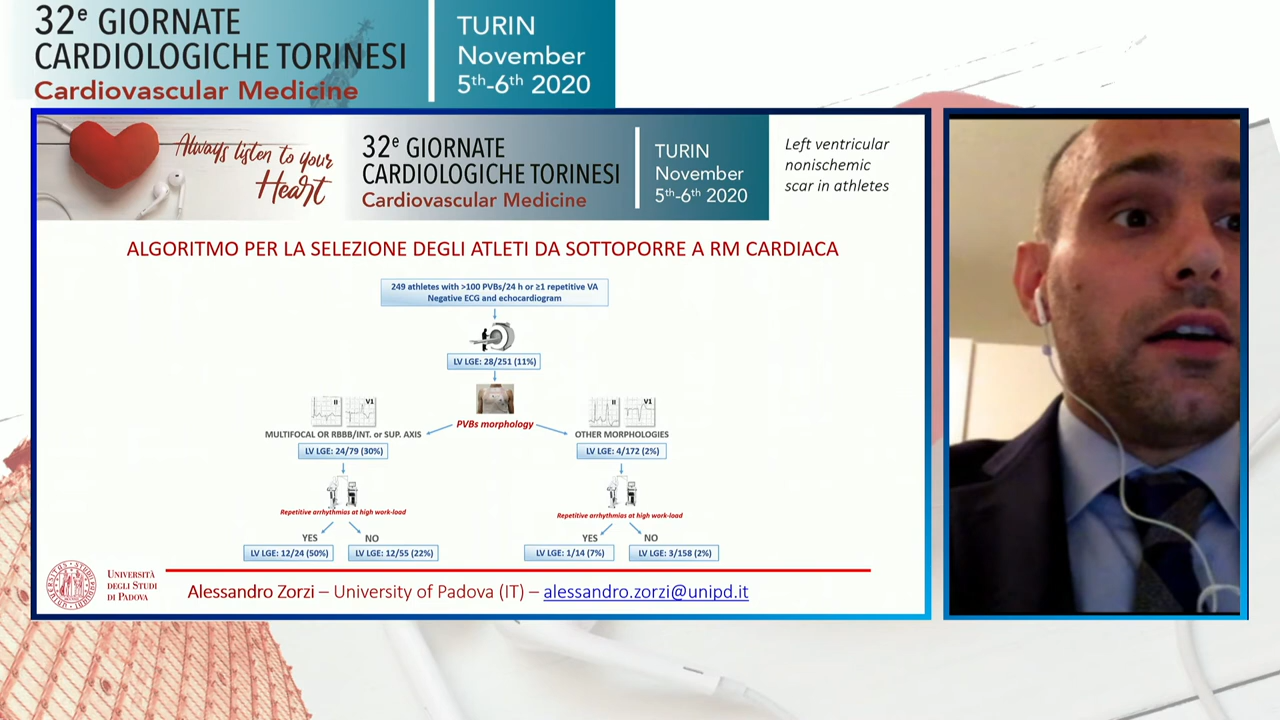 32e GIORNATE
CARDIOLOGICHE TORINESI
Cardiovascular Medicine
TURIN
November
5th-6th 2020
Always listen to your
Heart
32e GIORNATE
CARDIOLOGICHE TORINESI
Cardiovascular Medicine
TURIN
November
5th-6th 2020
Left ventricular
nonischemic
scar in athletes
ALGORITMO PER LA SELEZIONE DEGLI ATLETI DA SOTTOPORRE A RM CARDIACA
249 athletes with >100 PVBs/24 h or ≥1 repetitive VA
Negative ECG and echocardiogram
LV LGE: 28/251 (11%)
PVBs morphology
II V1
MULTIFOCAL OR RBBB/INT. or SUP. AXIS
LV LGE: 24/79 (30%)
Repetitive arrhythmias at high work-load
YES NO
LV LGE: 12/24 (50%) LV LGE: 12/55 (22%)
II V1
OTHER MORPHOLOGIES
LV LGE: 4/172 (2%)
Repetitive arrhythmias at high work-load
YES NO
LV LGE: 1/14 (7%) LV LGE: 3/158 (2%)
UNIVERSITÀ
DEGLI STUDI
DI PADOVA
Alessandro Zorzi – University of Padova (IT) – alessandro.zorzi@unipd.it